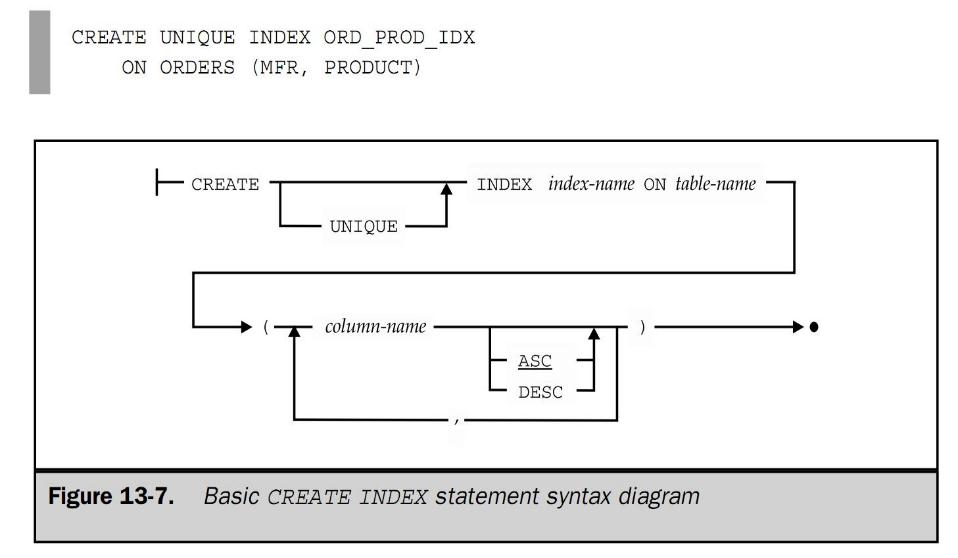 CREATE UNIQUE INDEX ORD_PROD_IDX
ON ORDERS (MFR, PRODUCT)
CREATE INDEX index-name ON table-name
UNIQUE
( column-name )
ASC
DESC
,
Figure 13-7. Basic CREATE INDEX statement syntax diagram